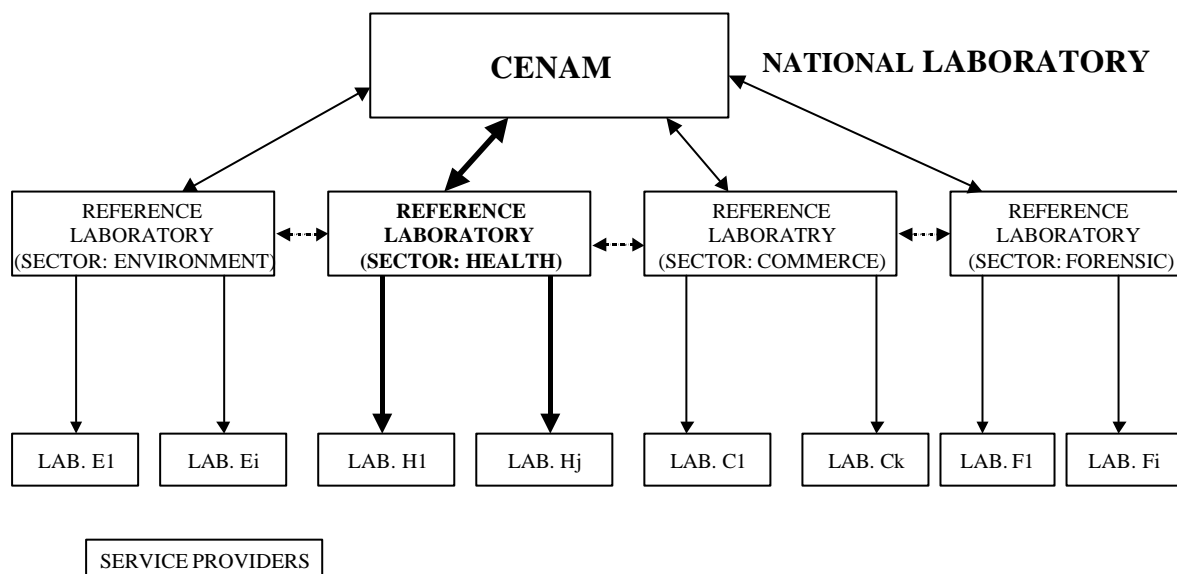 CENAM
NATIONAL LABORATORY
REFERENCE
LABORATORY
(SECTOR: ENVIRONMENT)
REFERENCE
LABORATORY
(SECTOR: HEALTH)
REFERENCE
LABORATRY
(SECTOR: COMMERCE)
REFERENCE
LABORATORY
(SECTOR: FORENSIC)
LAB. E1
LAB. Ei
LAB. H1
LAB. Hj
LAB. C1
LAB. Ck
LAB. F1
LAB. Fi
SERVICE PROVIDERS